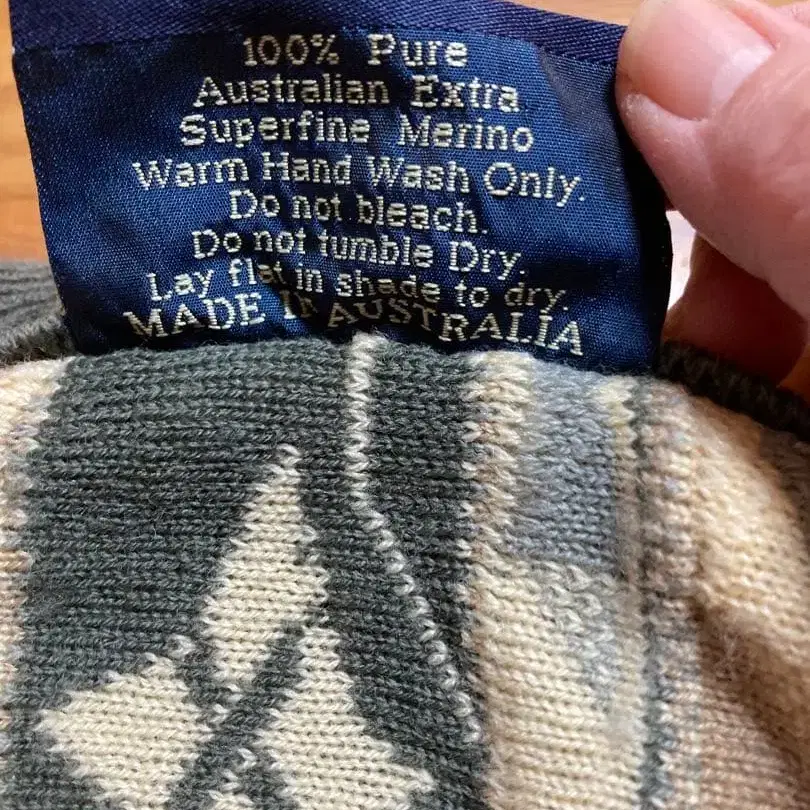 100% Pure
Australian Extra
Superfine Merino
Warm Hand Wash Only.
Do not bleach.
Do not tumble Dry.
Lay flat in shade to dry.
MADE IN AUSTRALIA